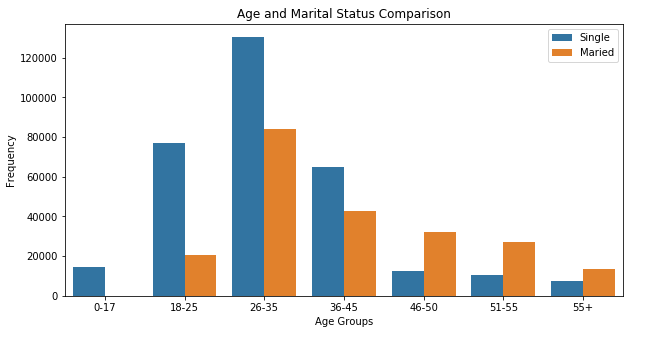 Age and Marital Status Comparison
Single
Maried
120000
100000
80000
60000
40000
20000
0
Frequency
0-17
18-25
26-35
36-45
46-50
51-55
55+
Age Groups